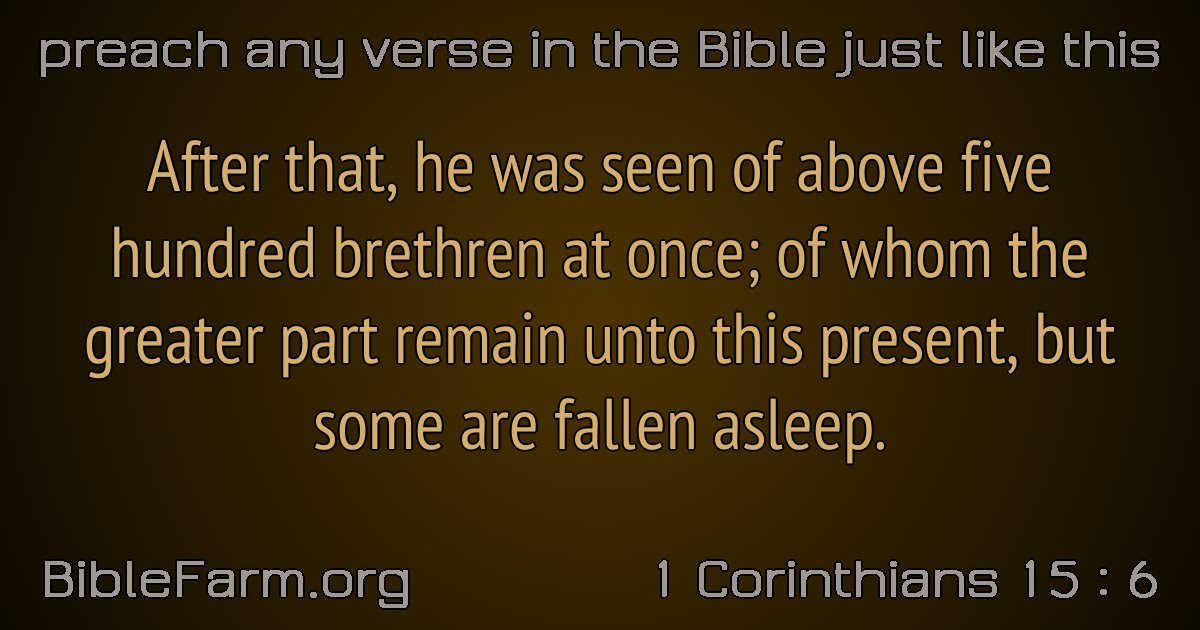 preach any verse in the Bible just like this
After that, he was seen of above five
hundred brethren at once; of whom the
greater part remain unto this present, but
some are fallen asleep.
BibleFarm.org
1 Corinthians 15 : 6